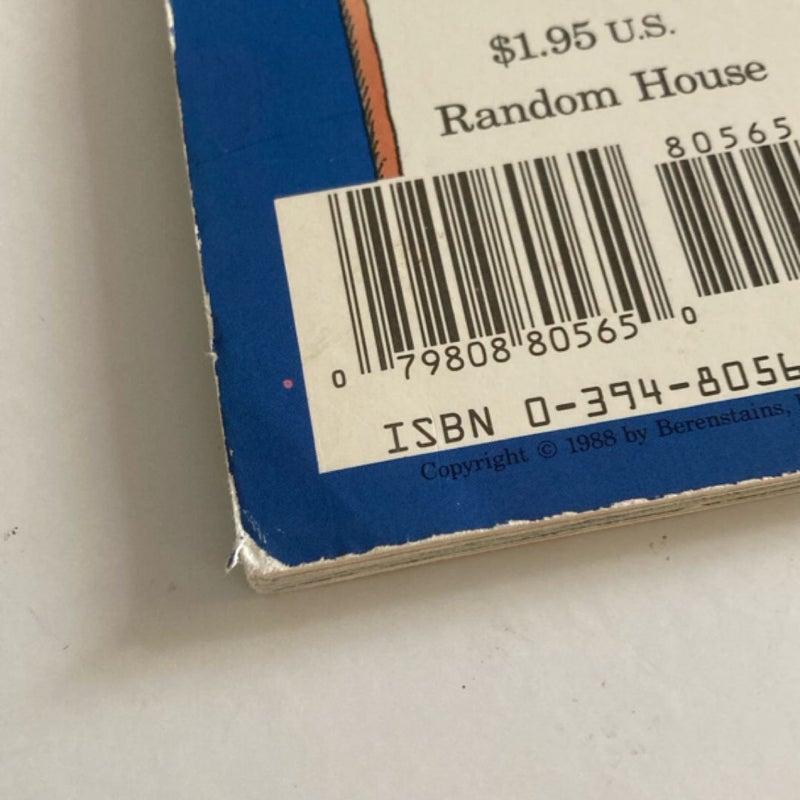 $1.95 U.S.
Random House
80565
0 79808 80565 0
ISBN 0-394-8056
Copyright © 1988 by Berenstains,